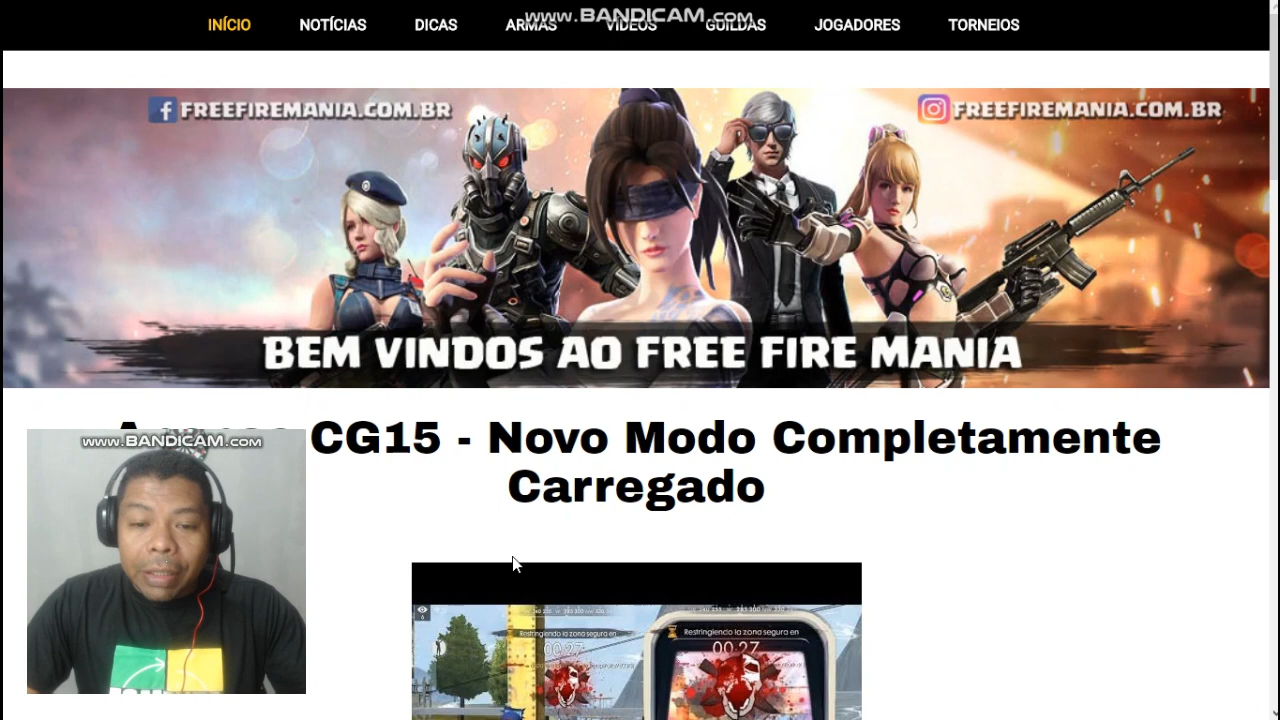 INÍCIO NOTÍCIAS DICAS ARMAS VÍDEOS GUILDAS JOGADORES TORNEIOS
www.BANDICAM.com
FREEFIREMANIA.COM.BR FREEFIREMANIA.COM.BR
BEM VINDOS AO FREE FIRE MANIA
CG15 - Novo Modo Completamente
Carregado
www.BANDICAM.com
Restringiendo la zona segura en
00:27
Restringiendo la zona segura en
00:27